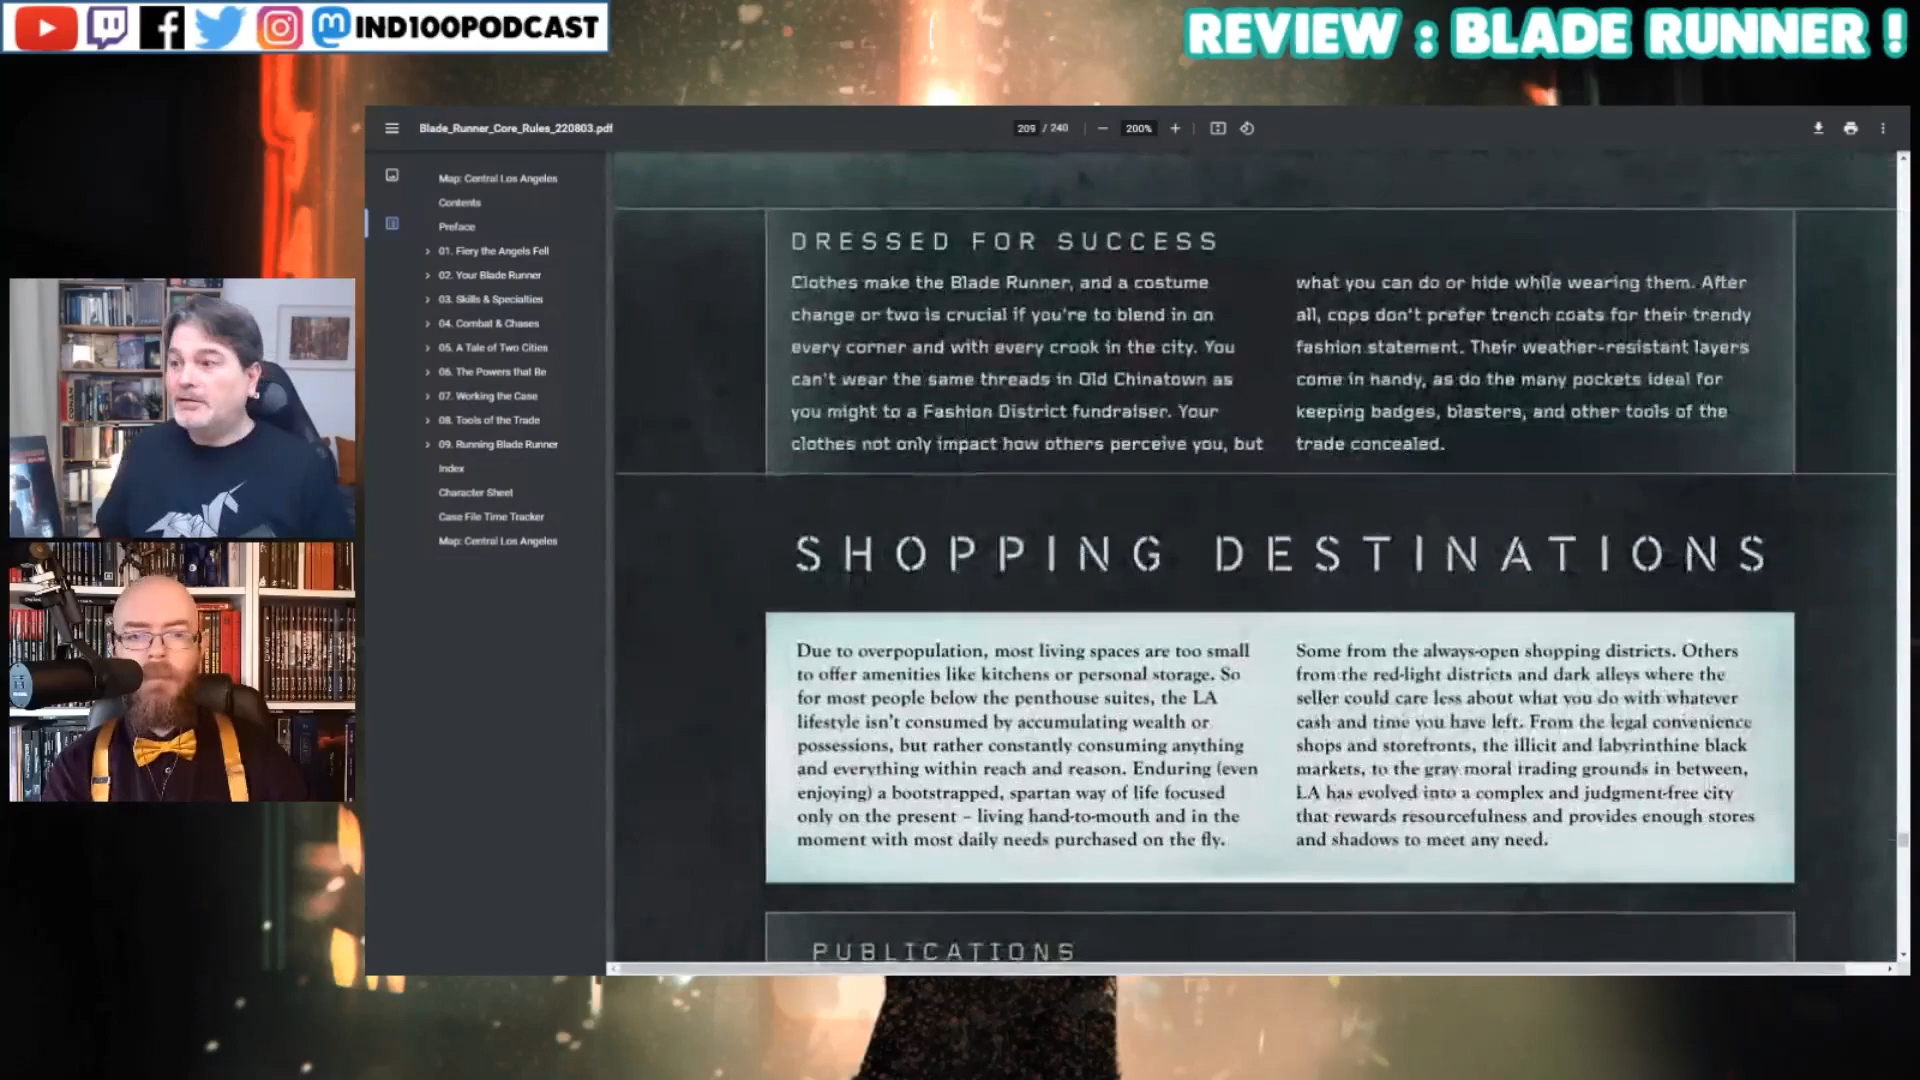 IND100PODCAST
REVIEW : BLADE RUNNER !
Blade_Runner_Core_Rules_220803.pdf
209 / 240
200%
Map: Central Los Angeles
Contents
Preface
01. Fiery the Angels Fell
02. Your Blade Runner
03. Skills & Specialties
04. Combat & Chases
05. A Tale of Two Cities
06. The Powers that Be
07. Working the Case
08. Tools of the Trade
09. Running Blade Runner
Index
Character Sheet
Case File Time Tracker
Map: Central Los Angeles
DRESSED FOR SUCCESS
Clothes make the Blade Runner, and a costume
change or two is crucial if you're to blend in on
every corner and with every crook in the city. You
can't wear the same threads in Old Chinatown as
you might to a Fashion District fundraiser. Your
clothes not only impact how others perceive you, but
what you can do or hide while wearing them. After
all, cops don't prefer trench coats for their trendy
fashion statement. Their weather-resistant layers
come in handy, as do the many pockets ideal for
keeping badges, blasters, and other tools of the
trade concealed.
SHOPPING DESTINATIONS
Due to overpopulation, most living spaces are too small
to offer amenities like kitchens or personal storage. So
for most people below the penthouse suites, the LA
lifestyle isn't consumed by accumulating wealth or
possessions, but rather constantly consuming anything
and everything within reach and reason. Enduring (even
enjoying) a bootstrapped, spartan way of life focused
only on the present – living hand-to-mouth and in the
moment with most daily needs purchased on the fly.
Some from the always-open shopping districts. Others
from the red-light districts and dark alleys where the
seller could care less about what you do with whatever
cash and time you have left. From the legal convenience
shops and storefronts, the illicit and labyrinthine black
markets, to the gray moral trading grounds in between,
LA has evolved into a complex and judgment-free city
that rewards resourcefulness and provides enough stores
and shadows to meet any need.
PUBLICATIONS